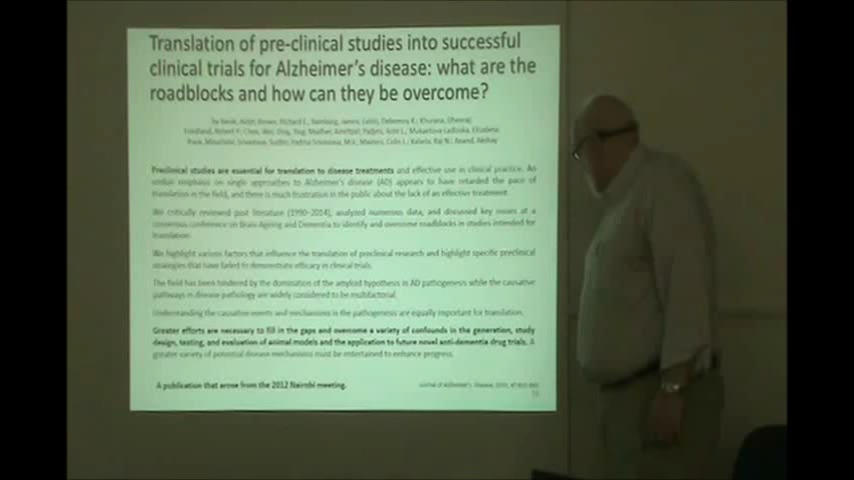 Translation of pre-clinical studies into successful
clinical trials for Alzheimer's disease: what are the
roadblocks and how can they be overcome?
Preclinical studies are essential for translation to disease treatments and effective use in clinical practice. An
emphasis on single approaches to Alzheimer's disease (AD) appears to have retarded the pace of
translation in the field, and there is much frustration in the public about the lack of an effective treatment.
We critically reviewed past literature (1990-2014), analyzed numerous data, and discussed key issues at a
consensus conference on Brain Ageing and Dementia to identify and overcome roadblocks in studies intended for
translation.
We highlight various factors that influence the translation of preclinical research and highlight specific preclinical
strategies that have failed to demonstrate efficacy in clinical trials.
The field has been hindered by the domination of the amyloid hypothesis in AD pathogenesis while the causative
pathways in disease pathology are widely considered to be multifactorial.
Understanding the causative events and mechanisms in the pathogenesis are equally important for translation.
Greater efforts are necessary to fill in the gaps and overcome a variety of confounds in the generation, study
design, testing, and evaluation of animal models and the application to future novel anti-dementia drug trials. A
greater variety of potential disease mechanisms must be entertained to enhance progress.
A publication that arose from the 2012 Nairobi meeting.
Journal of Alzheimer's Disease,